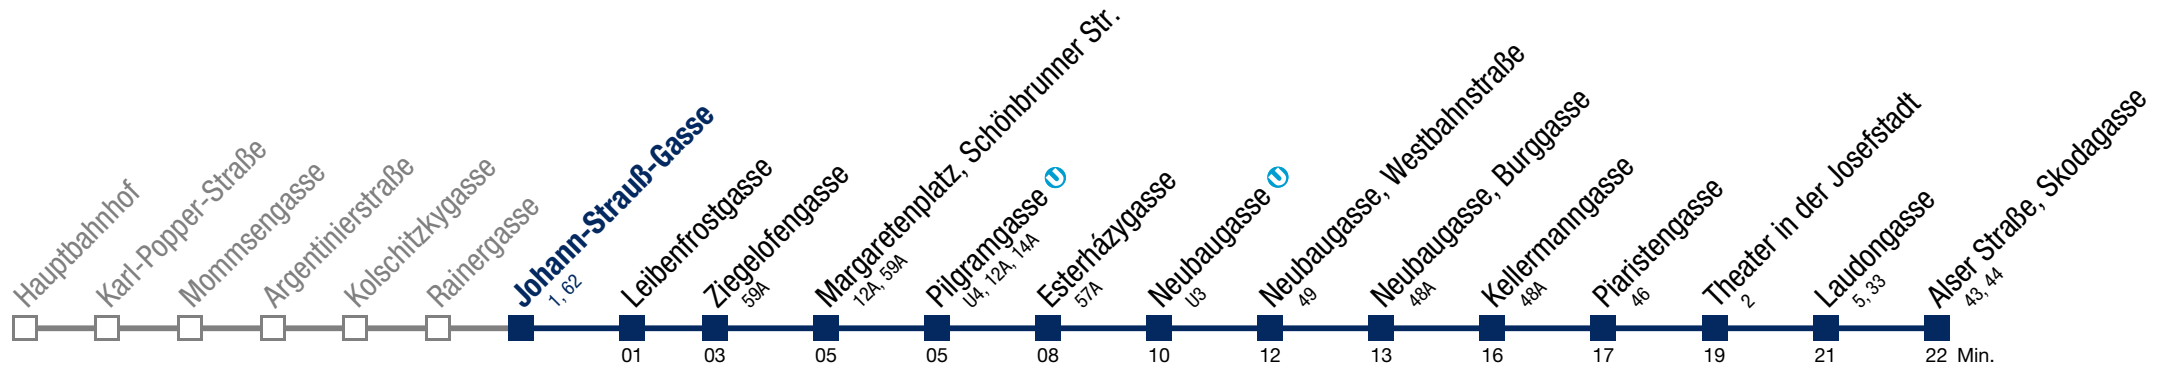 Hauptbahnhof
Karl-Popper-Straße
Mommsengasse
Argentinierstraße
Kolschitzkygasse
Rainergasse
Johann-Strauß-Gasse
1, 62
Leibenfrostgasse
Ziegelofengasse
59A
Margaretenplatz, Schönbrunner Str.
12A, 59A
Pilgramgasse U
U4, 12A, 14A
Esterházygasse
57A
Neubaugasse U
U3
Neubaugasse, Westbahnstraße
49
Neubaugasse, Burggasse
48A
Kellermanngasse
48A
Piaristengasse
46
Theater in der Josefstadt
2
Laudongasse
5, 33
Alser Straße, Skodagasse
43, 44
01 03 05 05 08 10 12 13 16 17 19 21 22 Min.